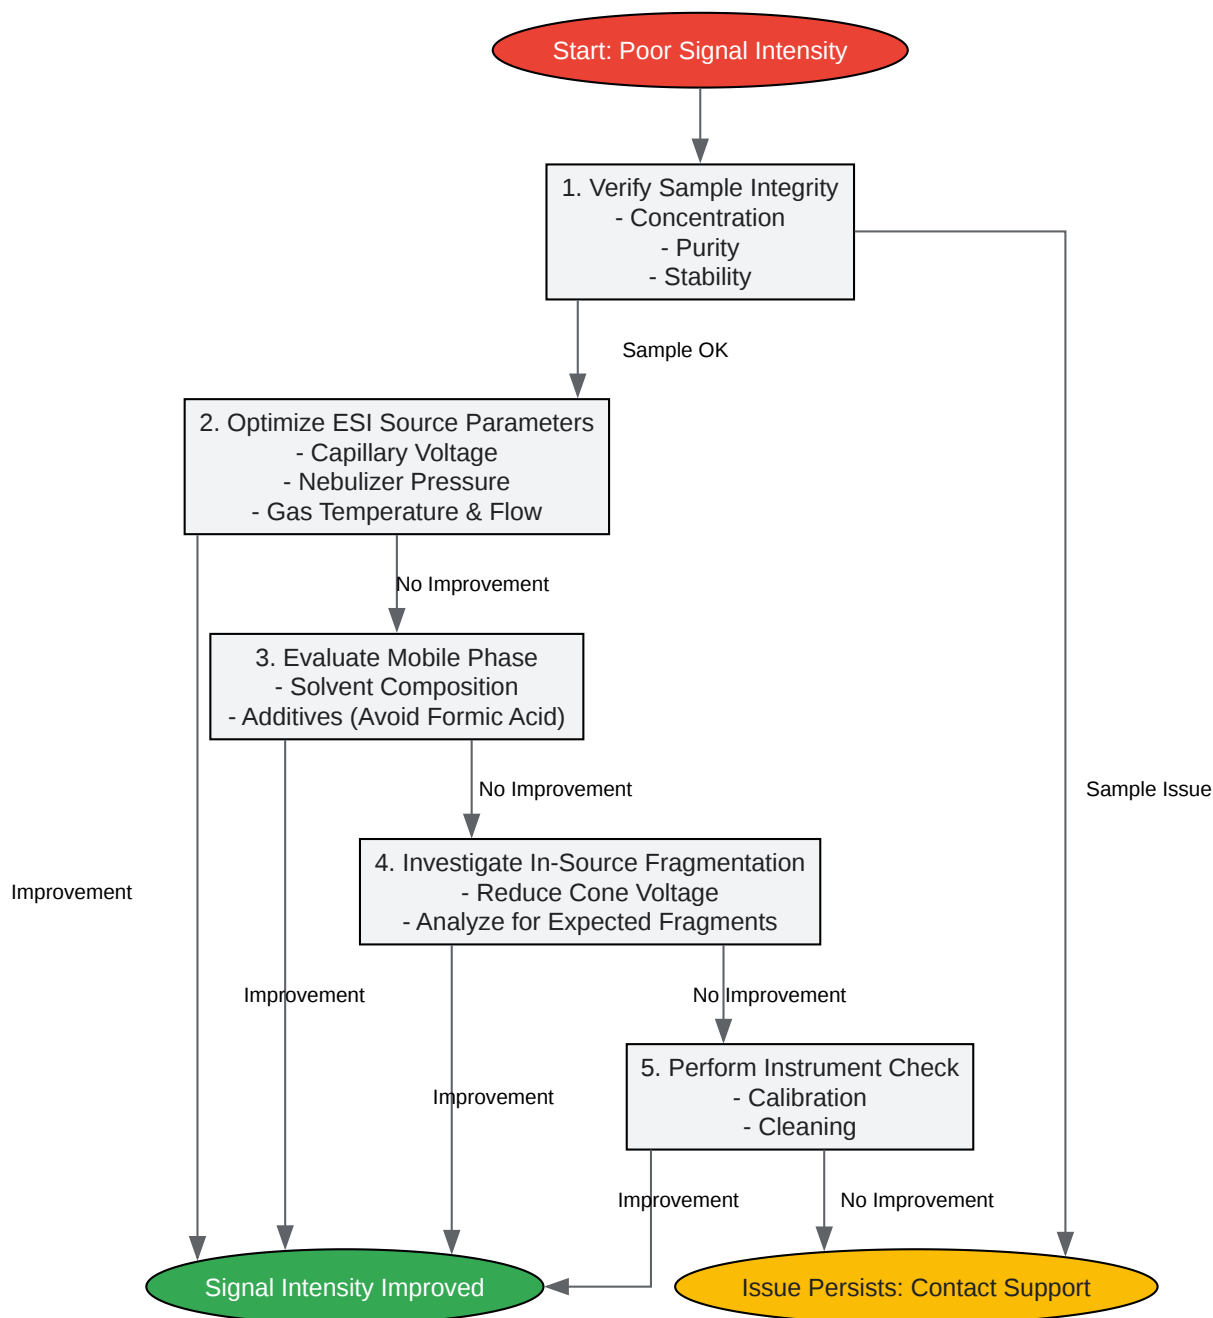 Start: Poor Signal Intensity
1. Verify Sample Integrity
- Concentration
- Purity
- Stability
Sample OK
2. Optimize ESI Source Parameters
- Capillary Voltage
- Nebulizer Pressure
- Gas Temperature & Flow
No Improvement
3. Evaluate Mobile Phase
- Solvent Composition
- Additives (Avoid Formic Acid)
No Improvement
Sample Issue
4. Investigate In-Source Fragmentation
- Reduce Cone Voltage
- Analyze for Expected Fragments
Improvement
Improvement
No Improvement
5. Perform Instrument Check
- Calibration
- Cleaning
Improvement
Improvement
No Improvement
Signal Intensity Improved
Issue Persists: Contact Support